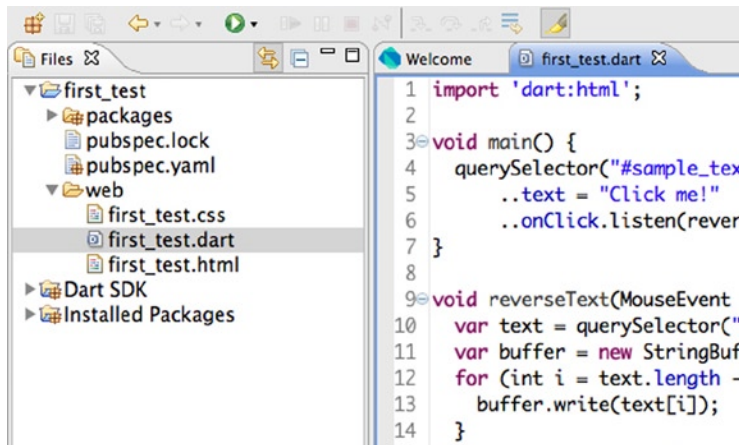 Files
first_test
packages
pubspec.lock
pubspec.yaml
web
first_test.css
first_test.dart
first_test.html
Dart SDK
Installed Packages
Welcome
first_test.dart
1 import 'dart:html';
2
3 void main() {
4 querySelector("#sample_tex
5 ..text = "Click me!"
6 ..onClick.listen(rever
7 }
8
9 void reverseText(MouseEvent
10 var text = querySelector("
11 var buffer = new StringBuf
12 for (int i = text.length -
13 buffer.write(text[i]);
14 }